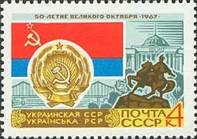 50-ЛЕТИЕ ВЕЛИКОГО ОКТЯБРЯ • 1967 •
УКРАИНСКАЯ ССР
УКРАЇНСЬКА РСР
ПОЧТА
СССР 4